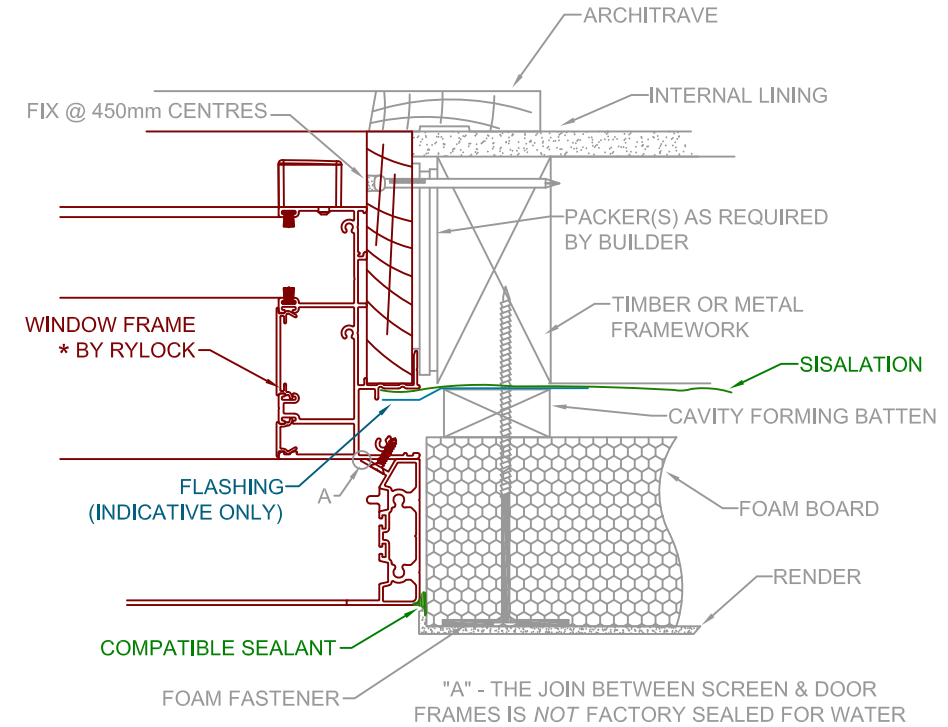 ARCHITRAVE
INTERNAL LINING
FIX @ 450mm CENTRES
PACKER(S) AS REQUIRED
BY BUILDER
TIMBER OR METAL
FRAMEWORK
WINDOW FRAME
* BY RYLOCK
SISALATION
CAVITY FORMING BATTEN
FLASHING
(INDICATIVE ONLY)
A
FOAM BOARD
RENDER
COMPATIBLE SEALANT
FOAM FASTENER
"A" - THE JOIN BETWEEN SCREEN & DOOR
FRAMES IS NOT FACTORY SEALED FOR WATER